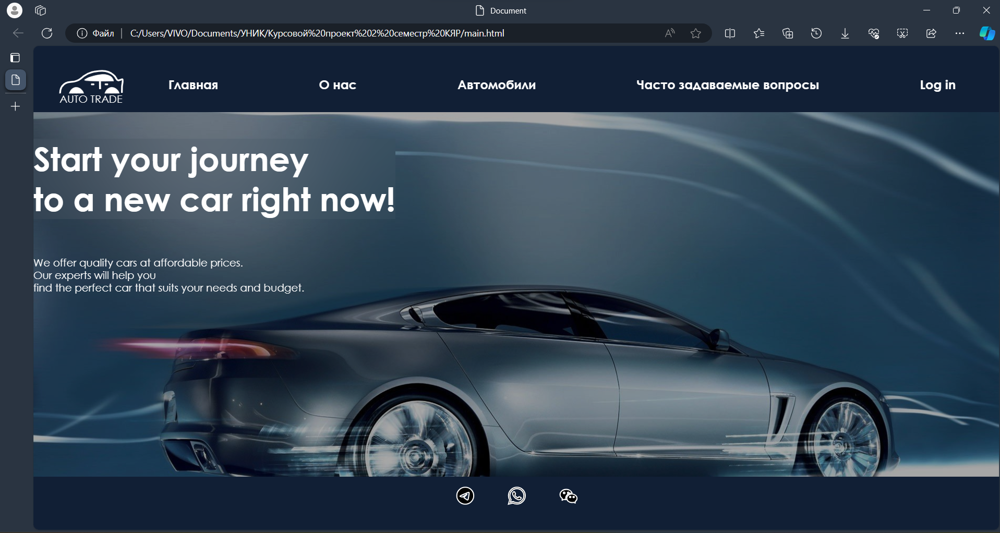 Document
Файл
C:/Users/VIVO/Documents/УНИК/Курсовой%20проект%202%20семестр%20КЯР/main.html
AUTO TRADE
Главная
О нас
Автомобили
Часто задаваемые вопросы
Log in
Start your journey
to a new car right now!
We offer quality cars at affordable prices.
Our experts will help you
find the perfect car that suits your needs and budget.